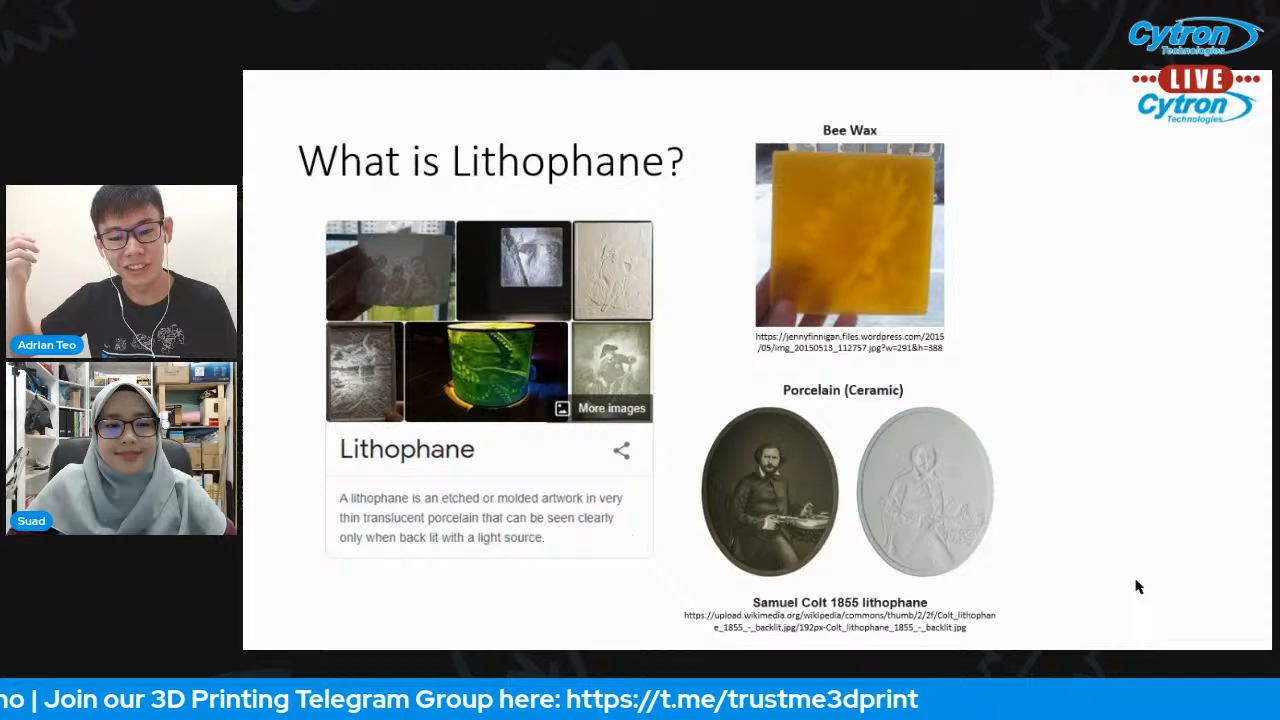 Cytron
Technologies
LIVE
Cytron
Technologies
What is Lithophane?
More images
Lithophane
A lithophane is an etched or molded artwork in very
thin translucent porcelain that can be seen clearly
only when back lit with a light source.
Bee Wax
https://jennyfinnigan.files.wordpress.com/2015
/05/img_20150513_112757.jpg?w=291&h=388
Porcelain (Ceramic)
Samuel Colt 1855 lithophane
https://upload.wikimedia.org/wikipedia/commons/thumb/2/2f/Colt_lithophan
e_1855_-_backlit.jpg/192px-Colt_lithophane_1855_-_backlit.jpg
Adrian Teo
Suad
no | Join our 3D Printing Telegram Group here: https://t.me/trustme3dprint